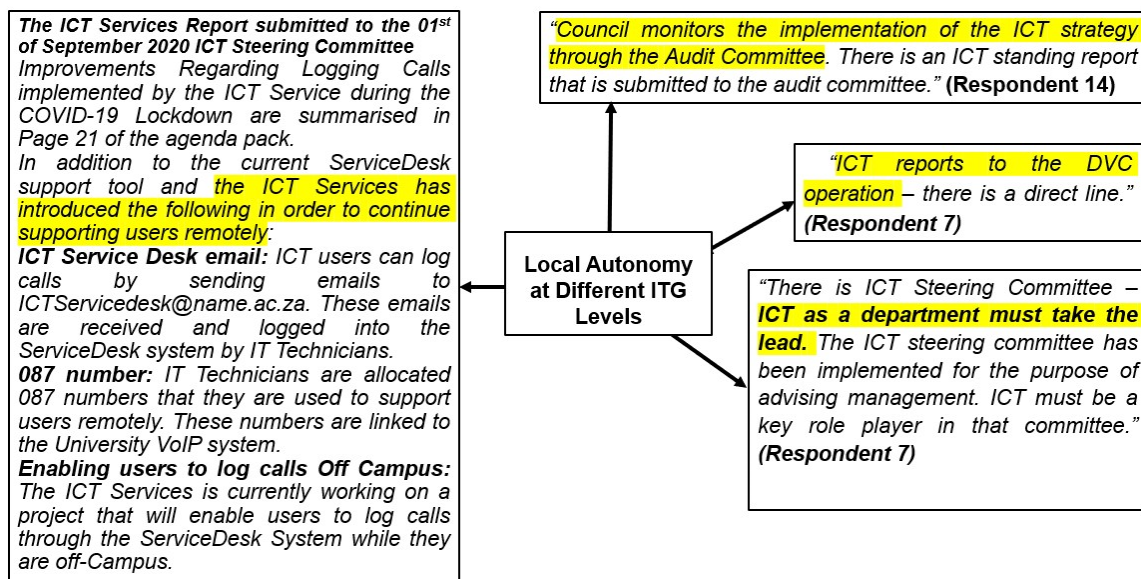 The ICT Services Report submitted to the 01st
of September 2020 ICT Steering Committee
Improvements Regarding Logging Calls
implemented by the ICT Service during the
COVID-19 Lockdown are summarised in
Page 21 of the agenda pack.
In addition to the current ServiceDesk
support tool and the ICT Services has
introduced the following in order to continue
supporting users remotely:
ICT Service Desk email: ICT users can log
calls by sending emails to
ICTServicedesk@name.ac.za. These emails
are received and logged into the
ServiceDesk system by IT Technicians.
087 number: IT Technicians are allocated
087 numbers that they are used to support
users remotely. These numbers are linked to
the University VoIP system.
Enabling users to log calls Off Campus:
The ICT Services is currently working on a
project that will enable users to log calls
through the ServiceDesk System while they
are off-Campus.
Local Autonomy
at Different ITG
Levels
“Council monitors the implementation of the ICT strategy
through the Audit Committee. There is an ICT standing report
that is submitted to the audit committee.” (Respondent 14)
“ICT reports to the DVC
operation – there is a direct line.”
(Respondent 7)
“There is ICT Steering Committee –
ICT as a department must take the
lead. The ICT steering committee has
been implemented for the purpose of
advising management. ICT must be a
key role player in that committee.”
(Respondent 7)